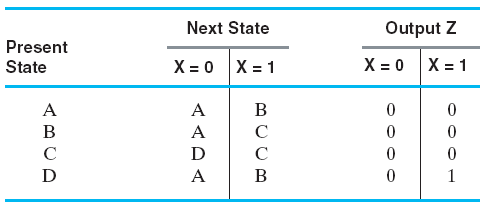 Next State Output Z
Present State X = 0 X = 1 X = 0 X = 1
A A B 0 0
B A C 0 0
C D C 0 0
D A B 0 1